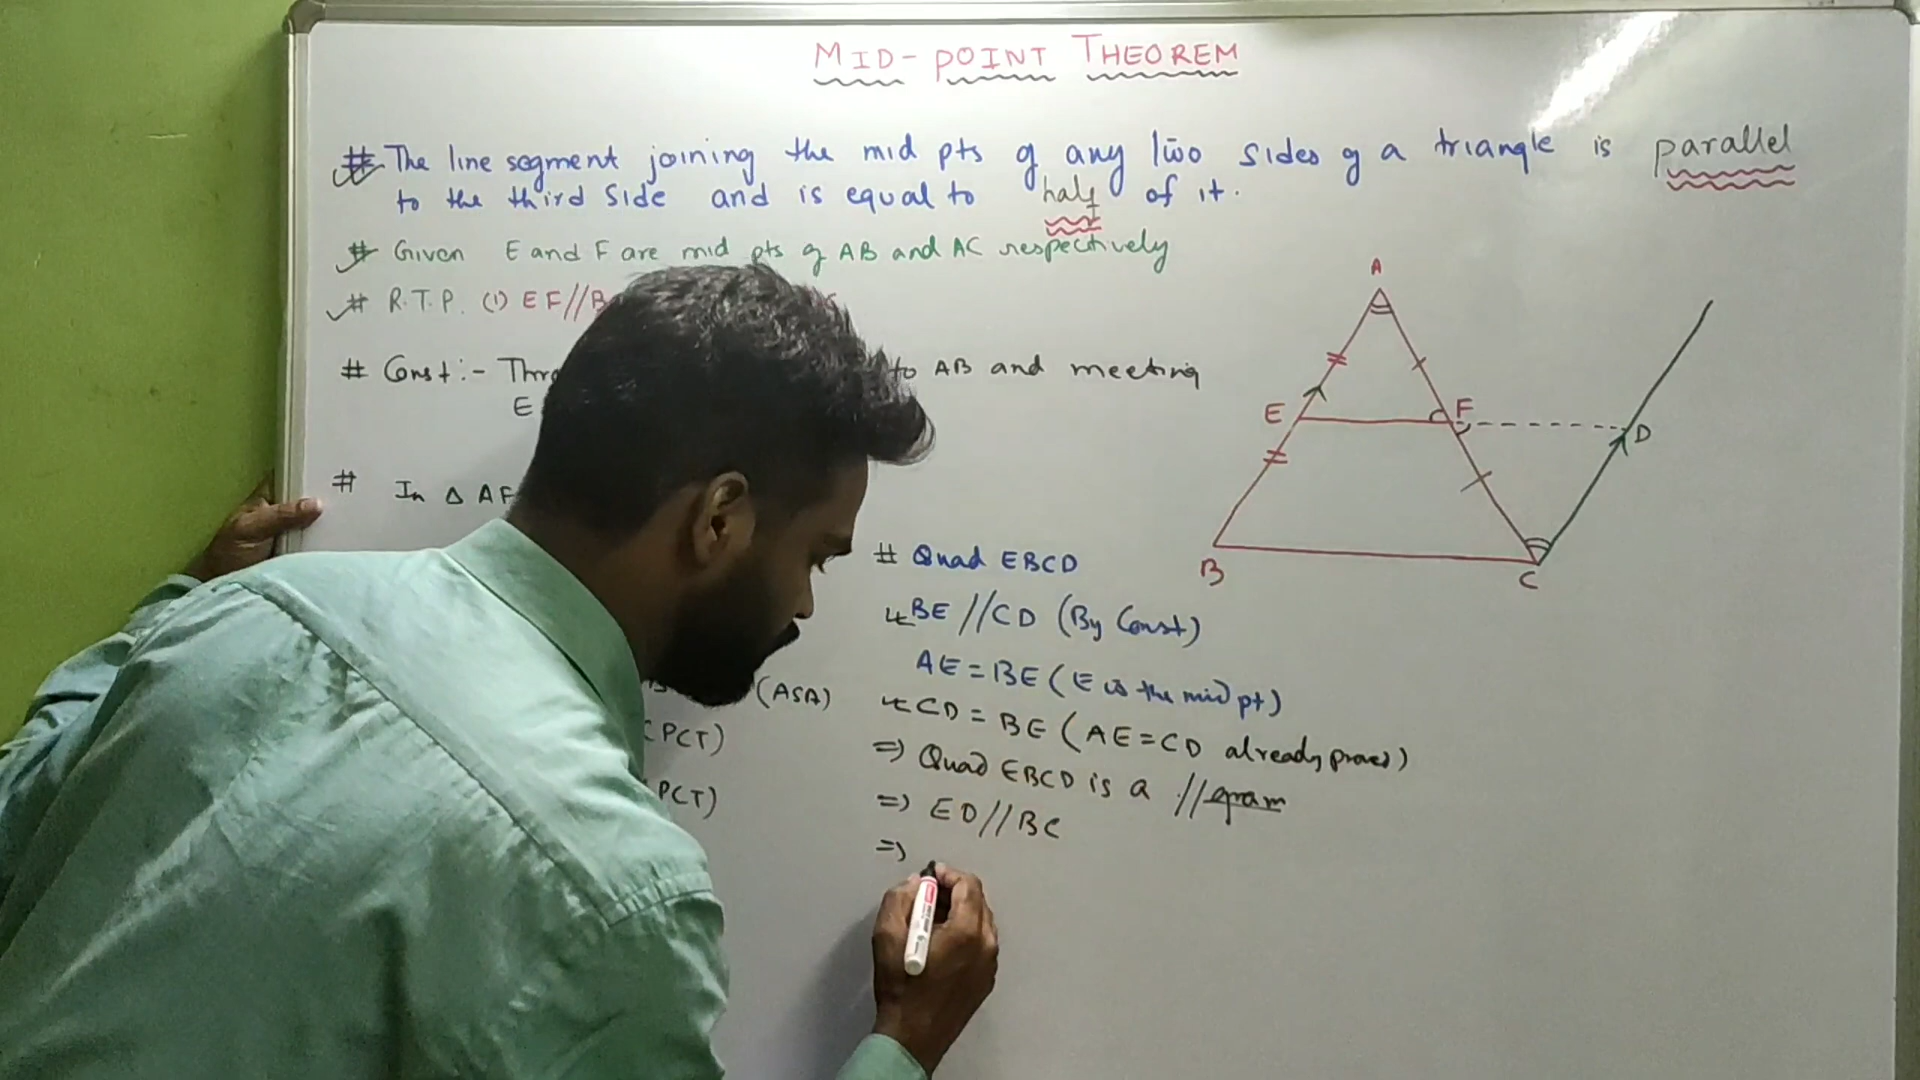 MID-POINT THEOREM
# The line segment joining the mid pts of any two sides of a triangle is parallel
to the third side and is equal to half of it.
# Given E and F are mid pts of AB and AC respectively
# R.T.P. (1) EF//B
# Const:- Thro to AB and meeting
E
# In Δ AF
(ASA)
CPCT)
PCT)
# Quad EBCD
BE // CD (By Const)
AE = BE (E is the mid pt)
CD = BE (AE = CD already proved)
=> Quad EBCD is a //gram
=> ED // BC
=>
A
E
F
D
B
C